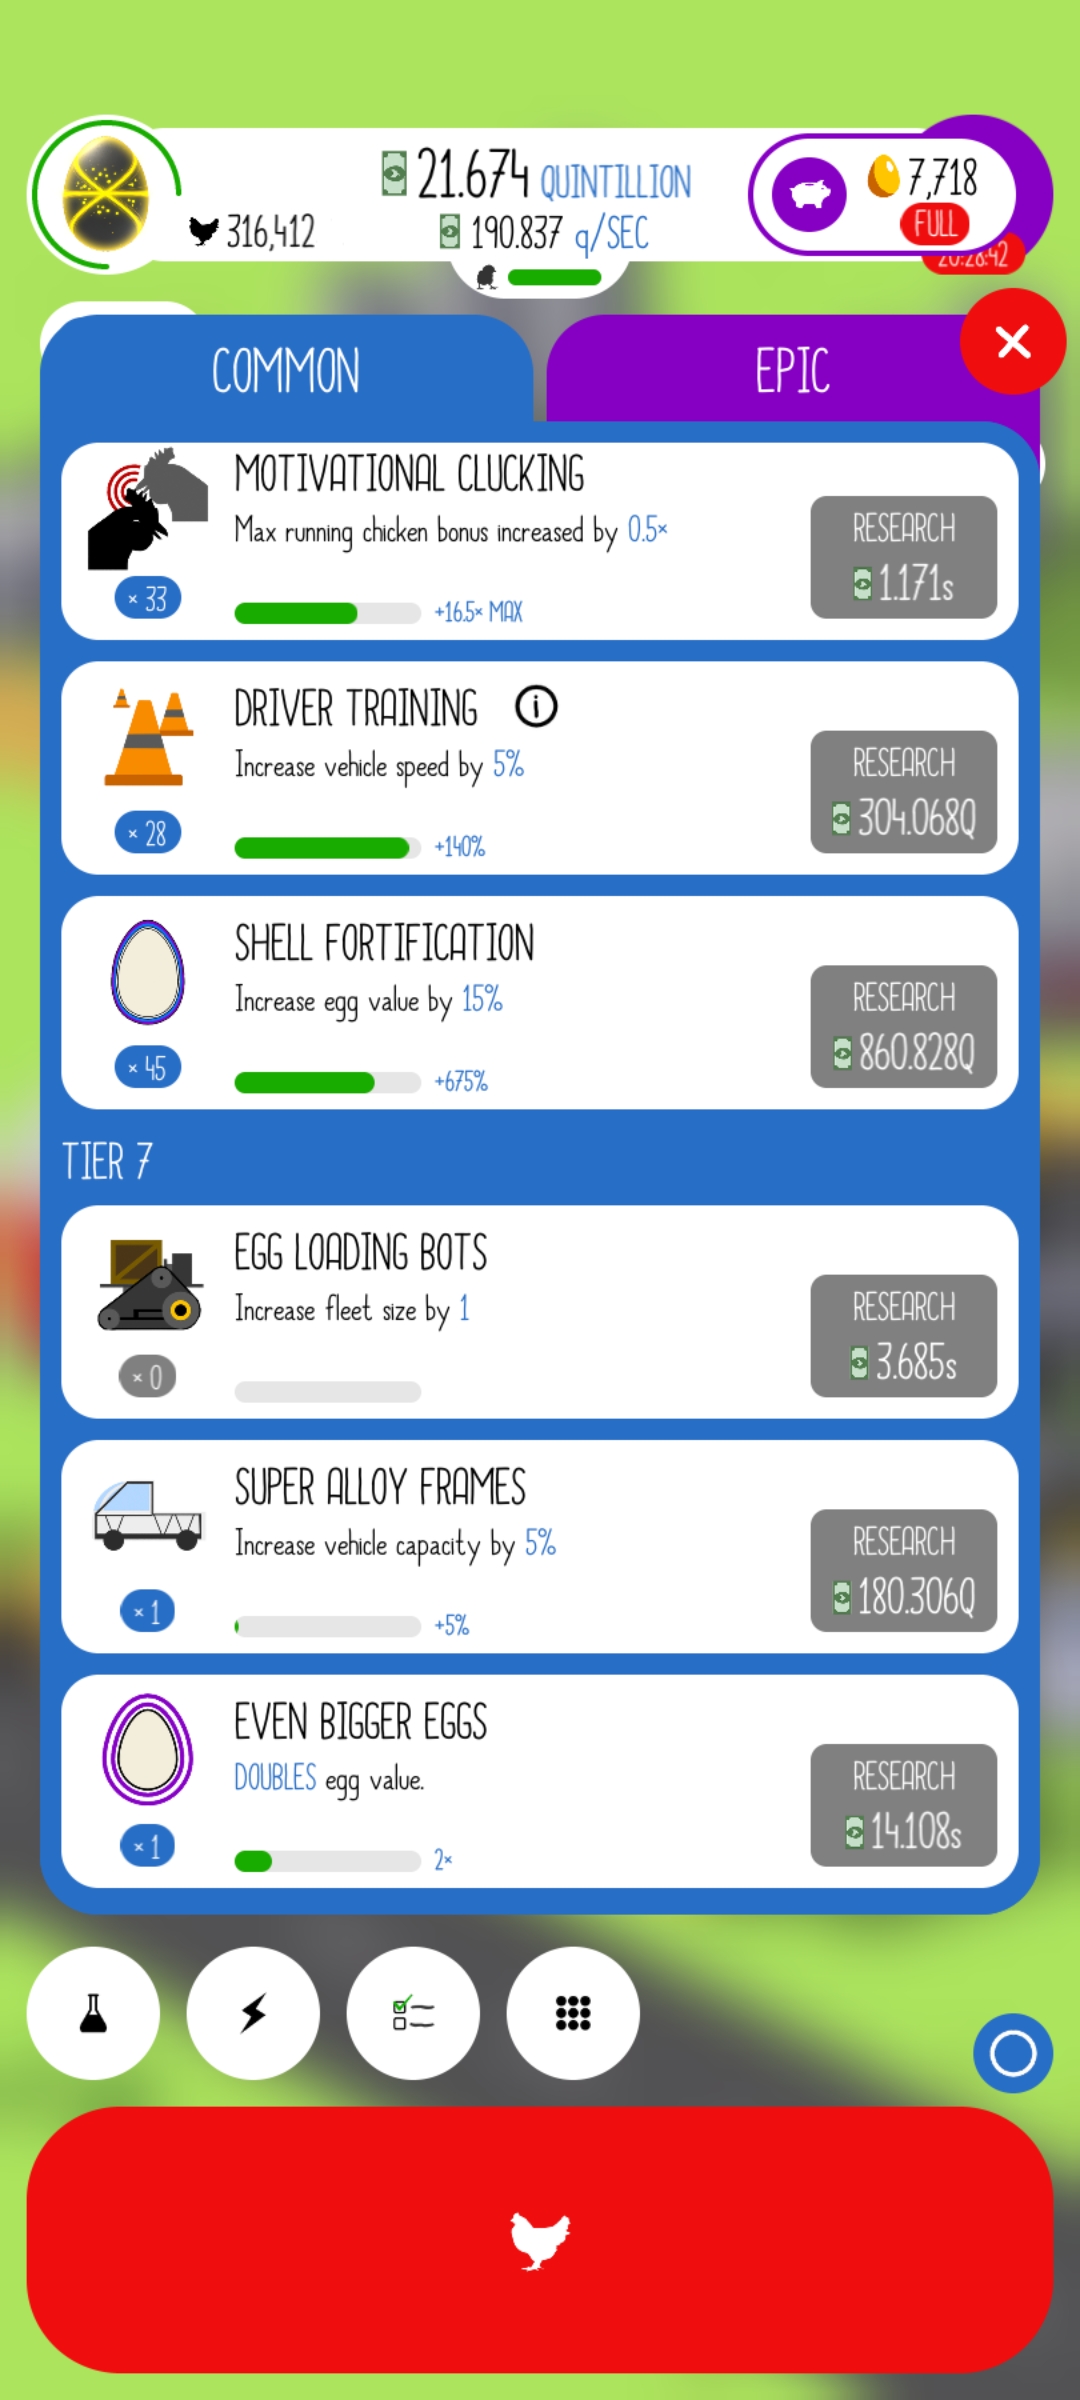 21.674 QUINTILLION
316,412
190.837 q/SEC
7,718
FULL
20:28:42
COMMON
EPIC
MOTIVATIONAL CLUCKING
Max running chicken bonus increased by 0.5×
× 33
+16.5× MAX
RESEARCH
1.171s
DRIVER TRAINING
i
Increase vehicle speed by 5%
× 28
+140%
RESEARCH
304.068Q
SHELL FORTIFICATION
Increase egg value by 15%
× 45
+675%
RESEARCH
860.828Q
TIER 7
EGG LOADING BOTS
Increase fleet size by 1
× 0
RESEARCH
3.685s
SUPER ALLOY FRAMES
Increase vehicle capacity by 5%
× 1
+5%
RESEARCH
180.306Q
EVEN BIGGER EGGS
DOUBLES egg value.
× 1
2×
RESEARCH
14.108s